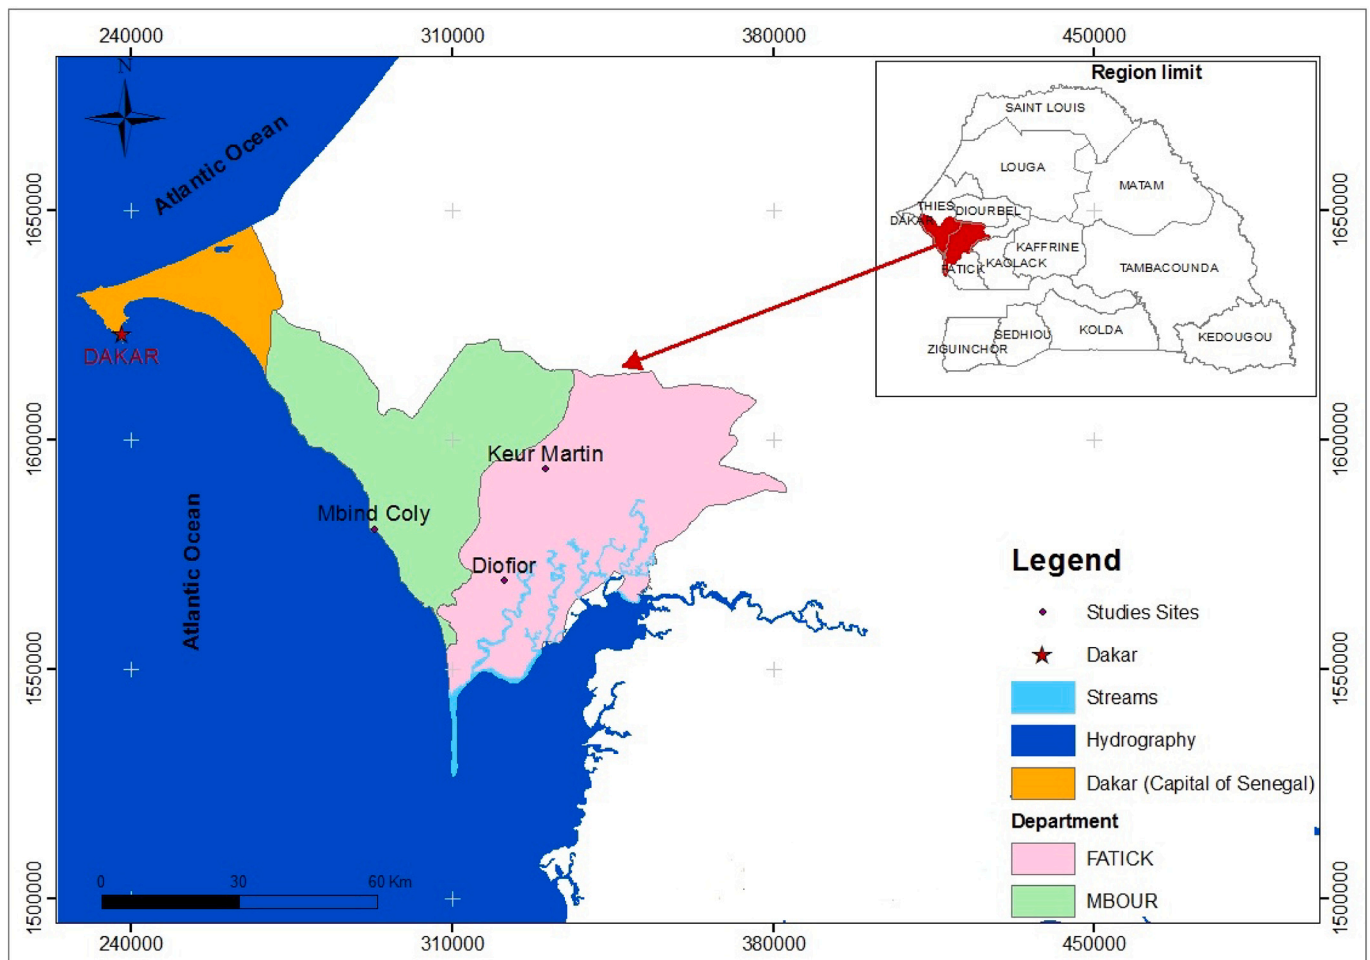 240000
310000
380000
450000
N
Atlantic Ocean
Region limit
SAINT LOUIS
LOUGA
MATAM
THIES
DIOURBEL
DAKAR
KAFFRINE
KAOLACK
FATICK
TAMBACOUNDA
ZIGUINCHOR
SEDHIOU
KOLDA
KEDOUGOU
1650000
1650000
DAKAR
1600000
1600000
Keur Martin
Mbind Coly
Diofior
Atlantic Ocean
1550000
1550000
Legend
Studies Sites
Dakar
Streams
Hydrography
Dakar (Capital of Senegal)
Department
FATICK
MBOUR
0 30 60 Km
1500000
1500000
240000
310000
380000
450000